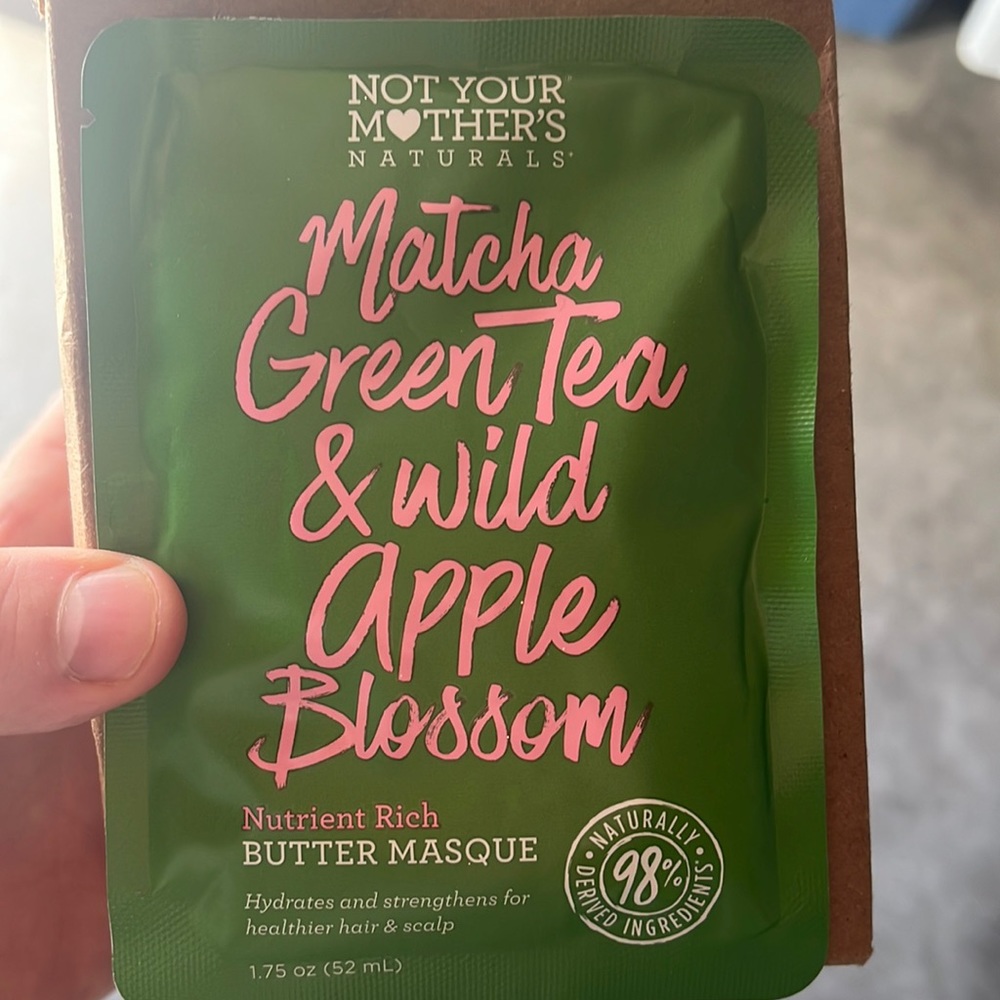 NOT YOUR
M♥THER'S
NATURALS
Matcha
Green Tea
& Wild
Apple
Blossom
Nutrient Rich
BUTTER MASQUE
Hydrates and strengthens for
healthier hair & scalp
1.75 oz (52 mL)
• NATURALLY •
98%
DERIVED INGREDIENTS